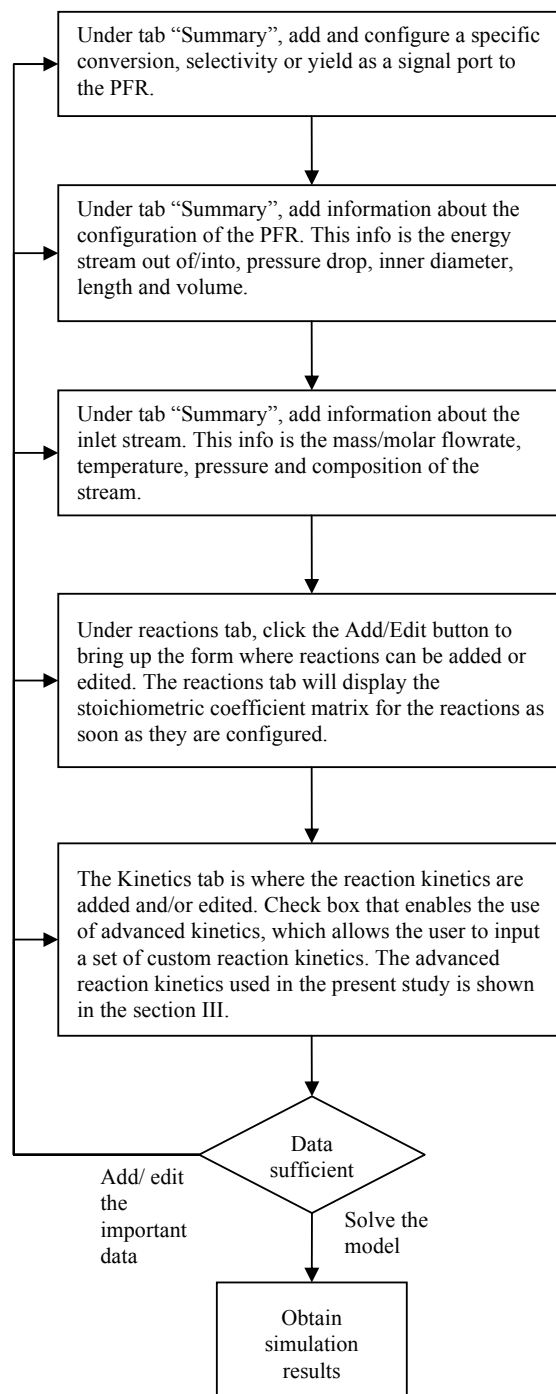 Under tab “Summary”, add and configure a specific
conversion, selectivity or yield as a signal port to
the PFR.
Under tab “Summary”, add information about the
configuration of the PFR. This info is the energy
stream out of/into, pressure drop, inner diameter,
length and volume.
Under tab “Summary”, add information about the
inlet stream. This info is the mass/molar flowrate,
temperature, pressure and composition of the
stream.
Under reactions tab, click the Add/Edit button to
bring up the form where reactions can be added or
edited. The reactions tab will display the
stoichiometric coefficient matrix for the reactions as
soon as they are configured.
The Kinetics tab is where the reaction kinetics are
added and/or edited. Check box that enables the use
of advanced kinetics, which allows the user to input
a set of custom reaction kinetics. The advanced
reaction kinetics used in the present study is shown
in the section III.
Data
sufficient
Add/ edit
the
important
data
Solve the
model
Obtain
simulation
results